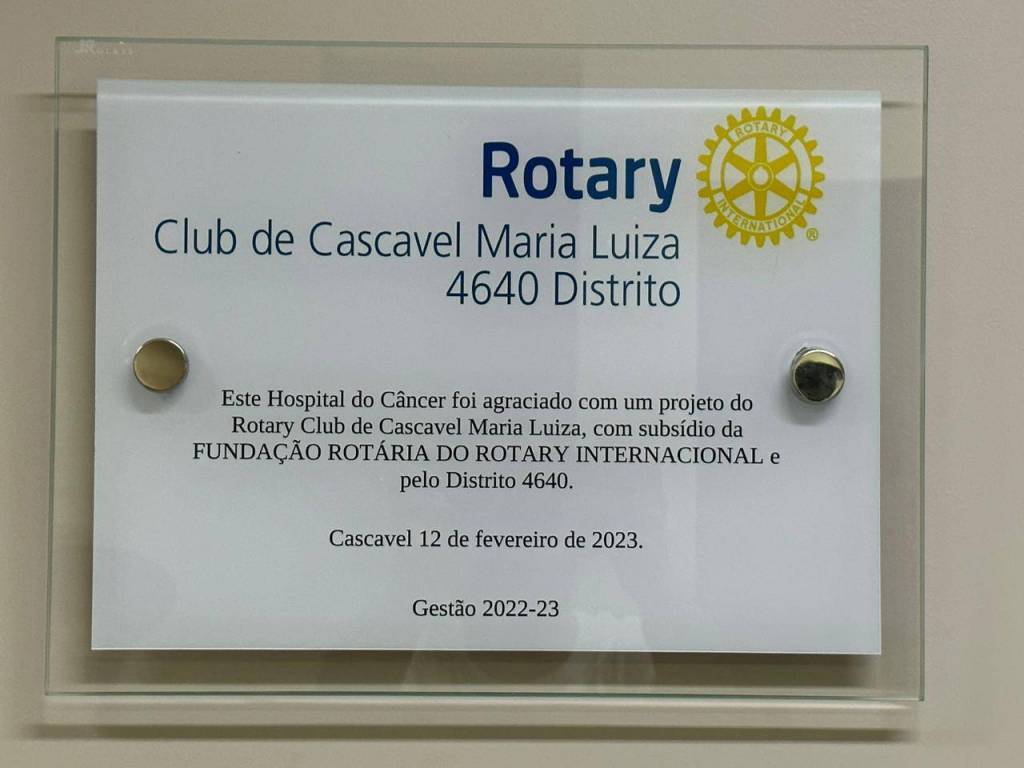 JR GLASS
Rotary
Club de Cascavel Maria Luiza
4640 Distrito
ROTARY
INTERNATIONAL
®
Este Hospital do Câncer foi agraciado com um projeto do
Rotary Club de Cascavel Maria Luiza, com subsídio da
FUNDAÇÃO ROTÁRIA DO ROTARY INTERNACIONAL e
pelo Distrito 4640.
Cascavel 12 de fevereiro de 2023.
Gestão 2022-23